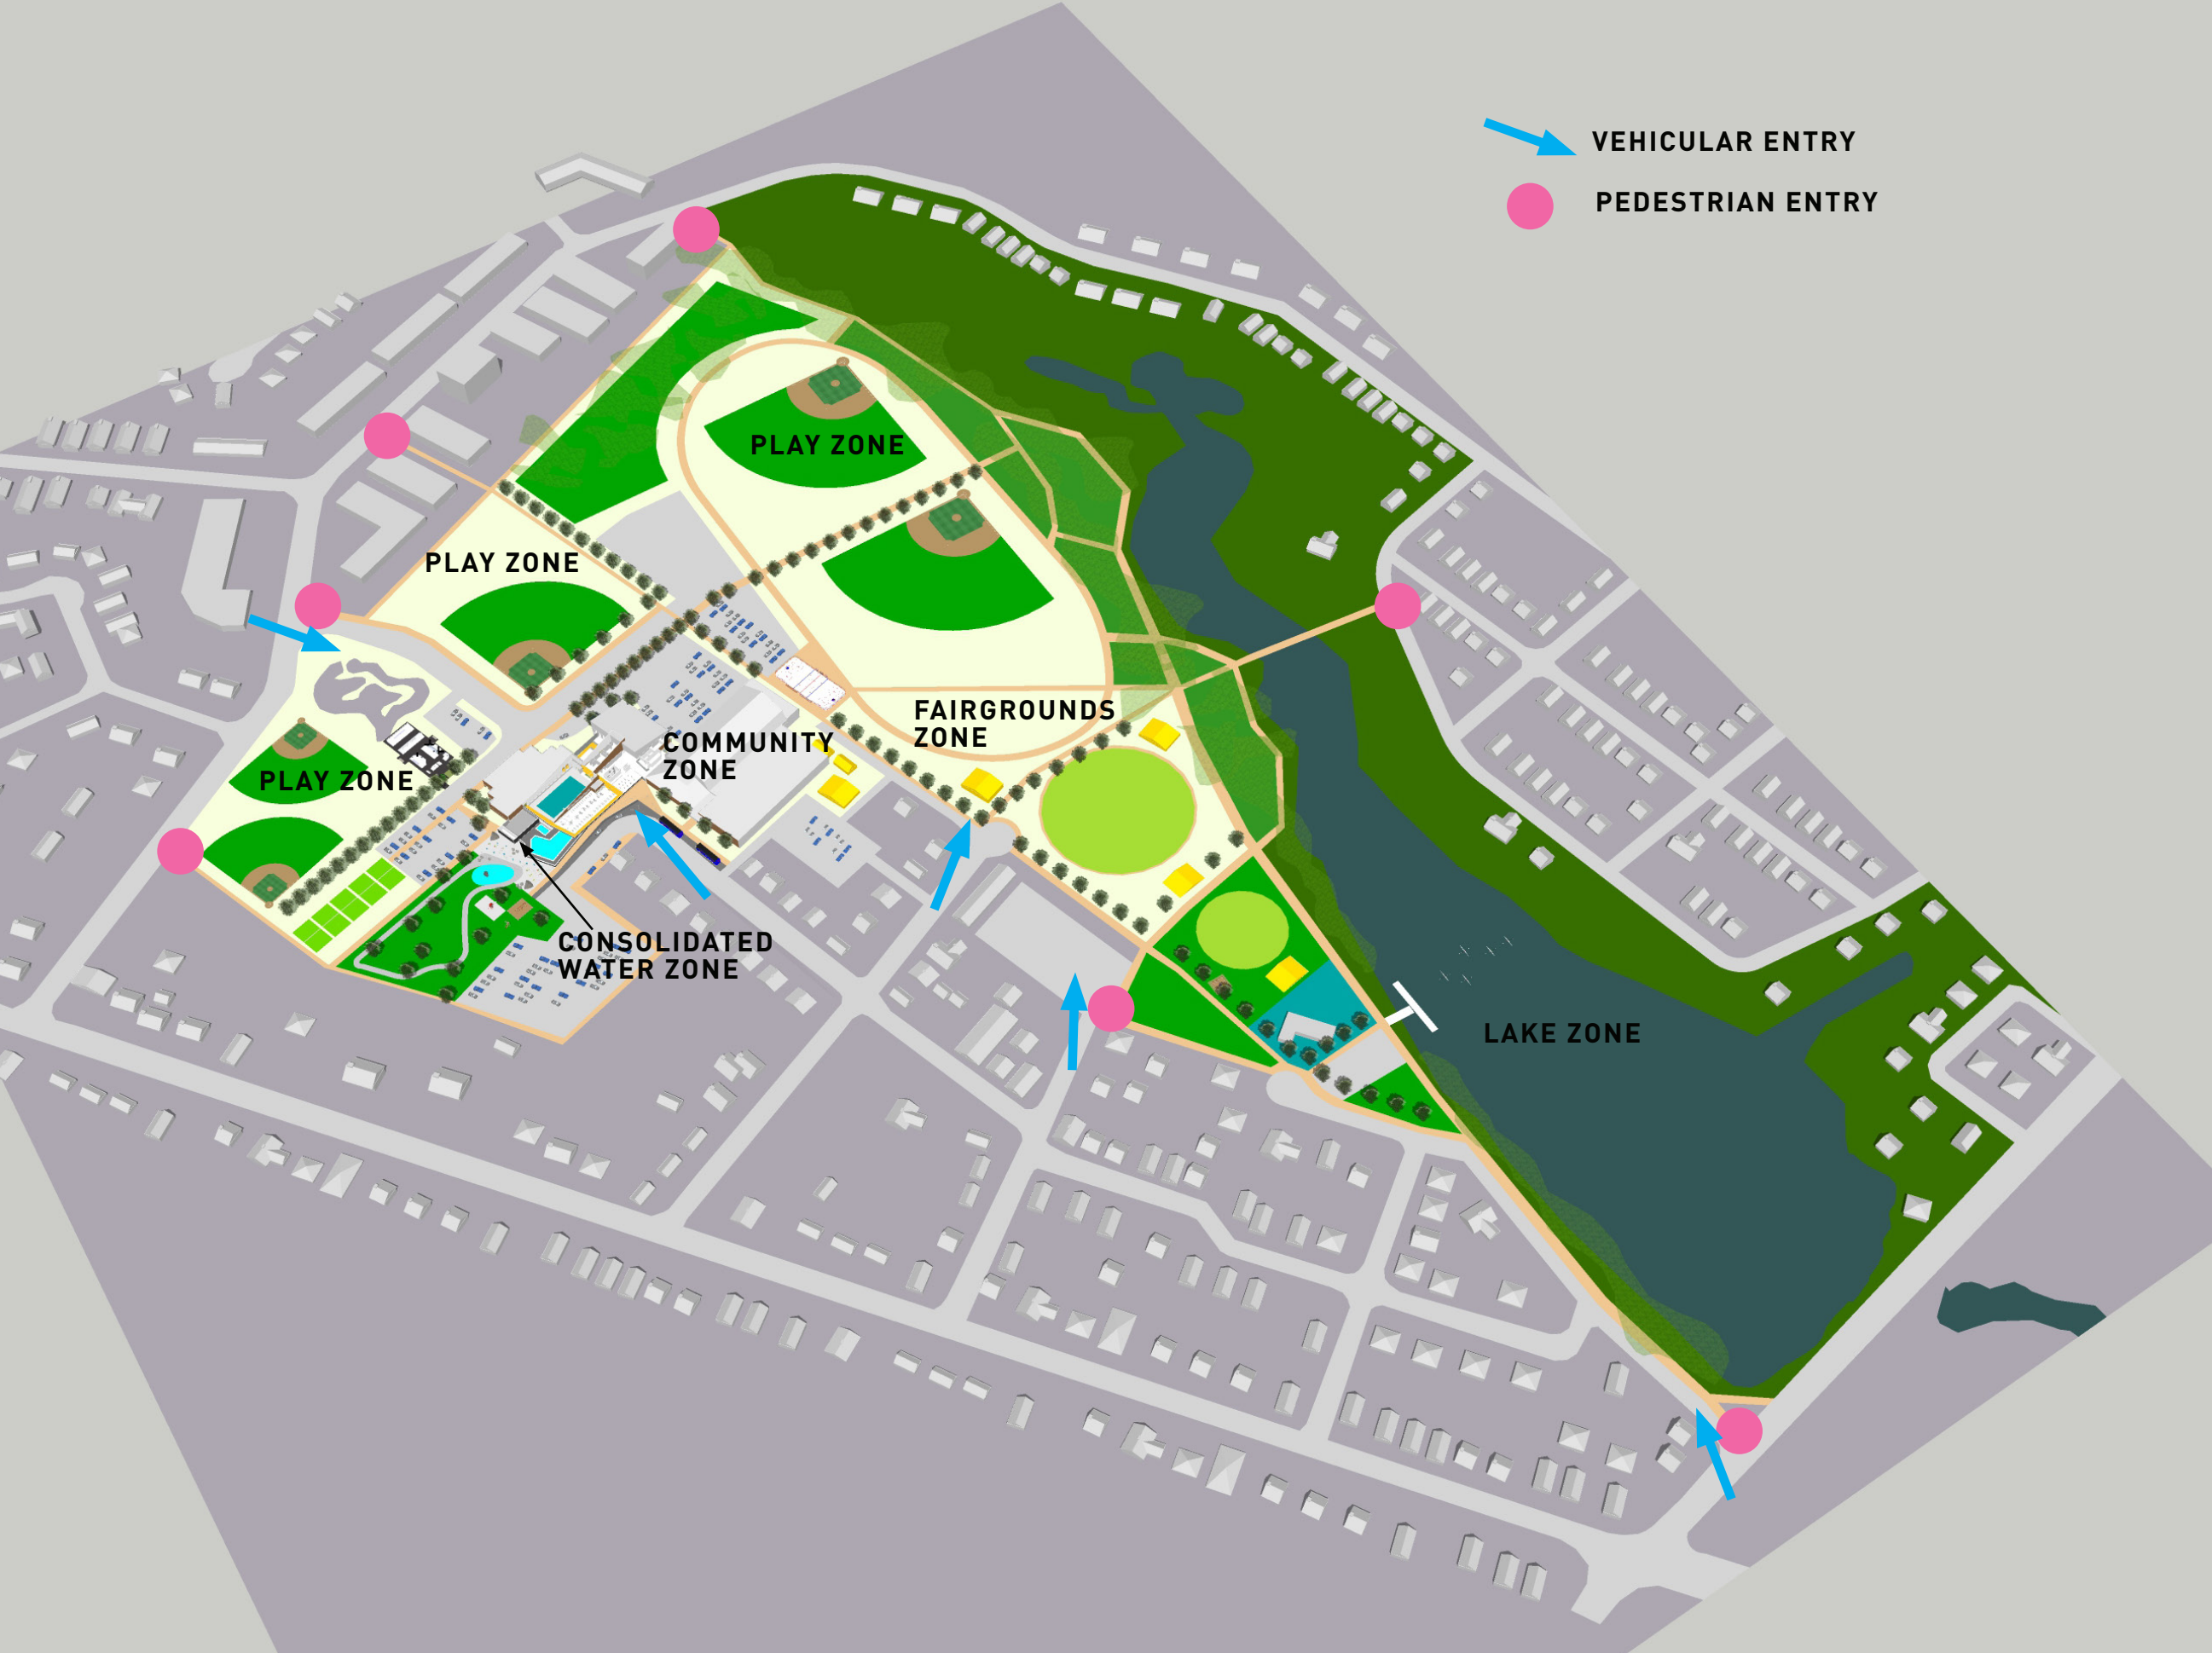 VEHICULAR ENTRY
PEDESTRIAN ENTRY
PLAY ZONE
PLAY ZONE
FAIRGROUNDS
ZONE
COMMUNITY
ZONE
PLAY ZONE
CONSOLIDATED
WATER ZONE
LAKE ZONE